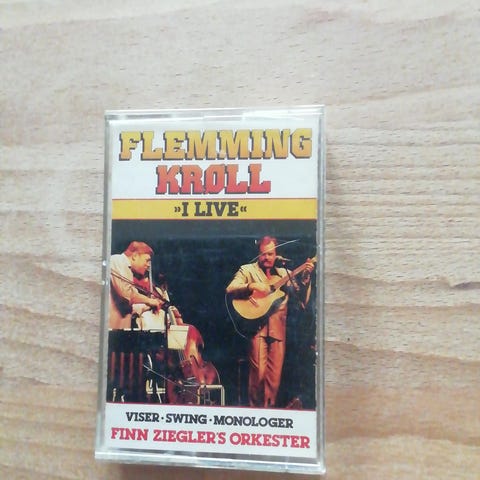 FLEMMING
KRØLL
»I LIVE«
VISER · SWING · MONOLOGER
FINN ZIEGLER'S ORKESTER